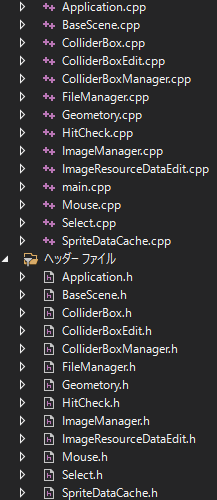 Application.cpp
BaseScene.cpp
ColliderBox.cpp
ColliderBoxEdit.cpp
ColliderBoxManager.cpp
FileManager.cpp
Geometory.cpp
HitCheck.cpp
ImageManager.cpp
ImageResourceDataEdit.cpp
main.cpp
Mouse.cpp
Select.cpp
SpriteDataCache.cpp
ヘッダー ファイル
Application.h
BaseScene.h
ColliderBox.h
ColliderBoxEdit.h
ColliderBoxManager.h
FileManager.h
Geometory.h
HitCheck.h
ImageManager.h
ImageResourceDataEdit.h
Mouse.h
Select.h
SpriteDataCache.h